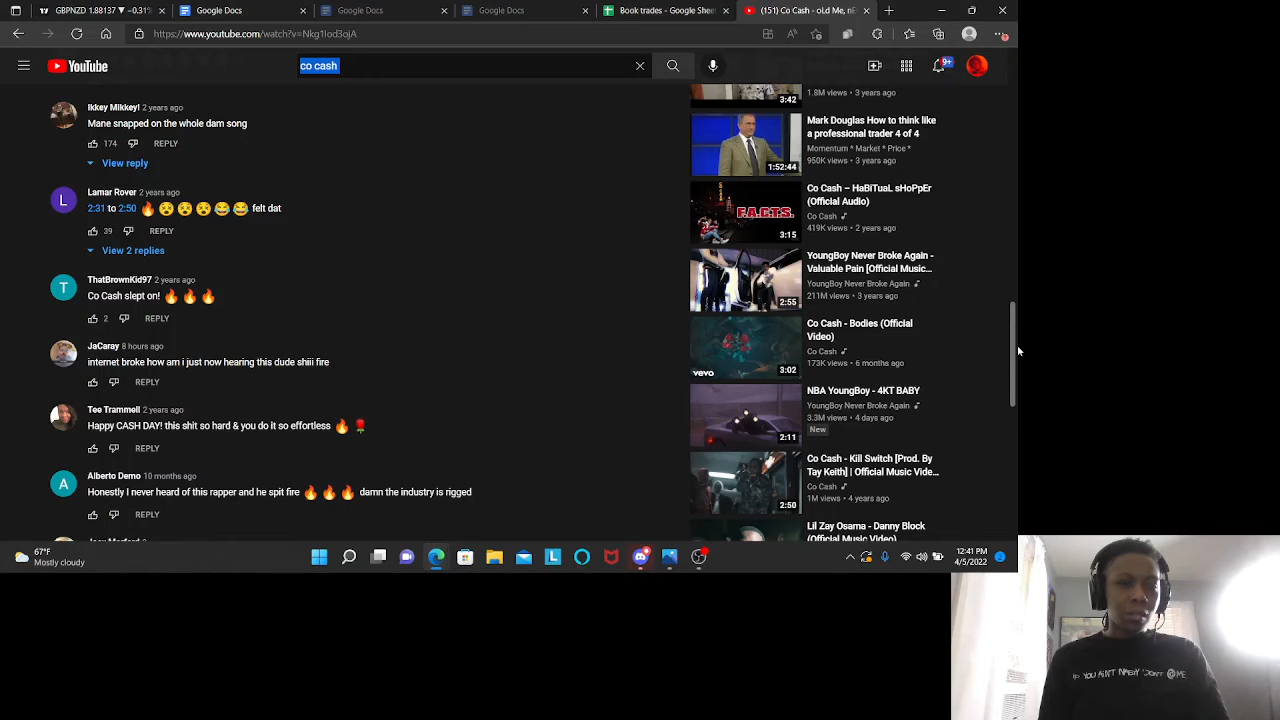 GBPNZD 1.88137 ▼ +0.31%
Google Docs
Google Docs
Google Docs
Book trades - Google Sheet
(151) Co Cash - old Me, nE
https://www.youtube.com/watch?v=Nkg1Iod3ojA
YouTube
co cash
9+
Ikkey Mikkey! 2 years ago
Mane snapped on the whole dam song
174 REPLY
View reply
L
Lamar Rover 2 years ago
2:31 to 2:50 🔥 😵 😵 😵 😂 😂 felt dat
39 REPLY
View 2 replies
T
ThatBrownKid97 2 years ago
Co Cash slept on! 🔥 🔥 🔥
2 REPLY
JaCaray 8 hours ago
internet broke how am i just now hearing this dude shiii fire
REPLY
Tee Trammell 2 years ago
Happy CA$H DAY! this shit so hard & you do it so effortless 🔥 🌹
REPLY
A
Alberto Demo 10 months ago
Honestly I never heard of this rapper and he spit fire 🔥 🔥 🔥 damn the industry is rigged
REPLY
3:42
1.8M views • 3 years ago
1:52:44
Mark Douglas How to think like
a professional trader 4 of 4
Momentum * Market * Price *
950K views • 3 years ago
F.A.C.T.S.
3:15
Co Cash – HaBITuaL sHoPpEr
(Official Audio)
Co Cash
419K views • 2 years ago
2:55
YoungBoy Never Broke Again -
Valuable Pain [Official Music...
YoungBoy Never Broke Again
211M views • 3 years ago
vevo
3:02
Co Cash - Bodies (Official
Video)
Co Cash
173K views • 6 months ago
2:11
NBA YoungBoy - 4KT BABY
YoungBoy Never Broke Again
3.3M views • 4 days ago
New
2:50
Co Cash - Kill Switch [Prod. By
Tay Keith] | Official Music Vide...
Co Cash
1M views • 4 years ago
Lil Zay Osama - Danny Block
(Official Music Video)
67°F
Mostly cloudy
L
12:41 PM
4/5/2022
YOU AIN'T
@ME